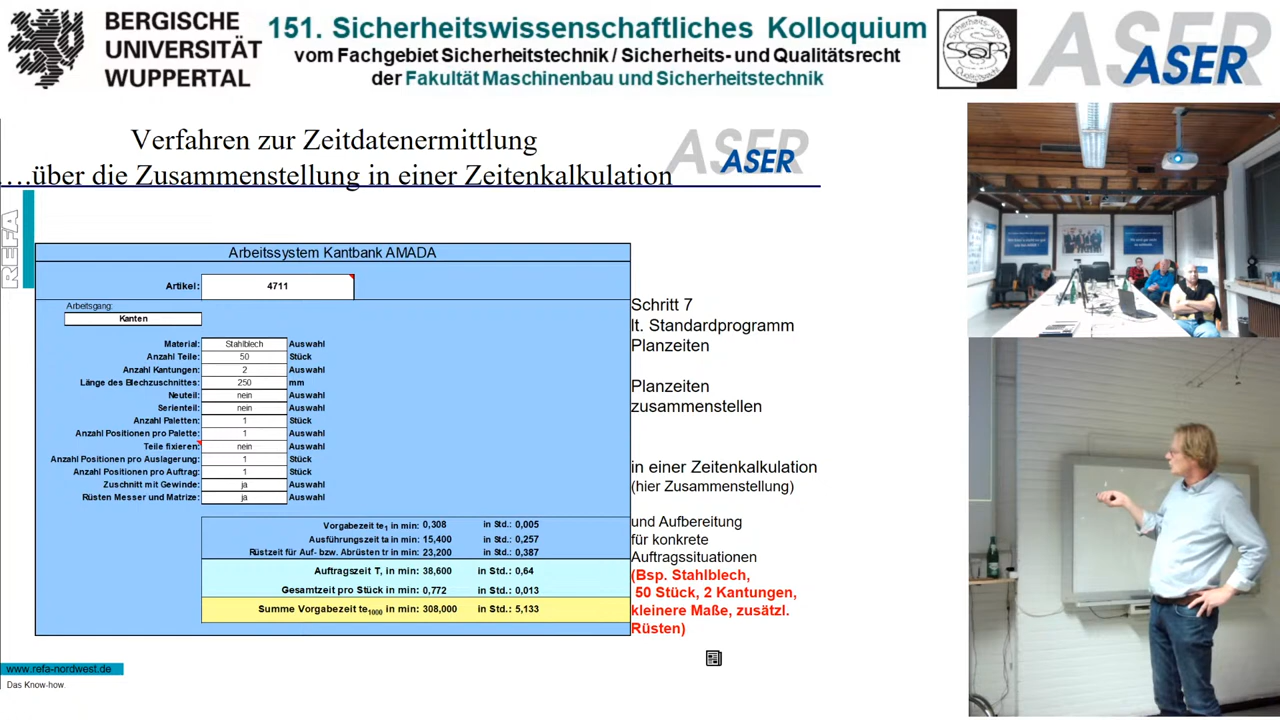 BERGISCHE
UNIVERSITÄT
WUPPERTAL
151. Sicherheitswissenschaftliches Kolloquium
vom Fachgebiet Sicherheitstechnik / Sicherheits- und Qualitätsrecht
der Fakultät Maschinenbau und Sicherheitstechnik
SQR
ASER
ASER
Verfahren zur Zeitdatenermittlung
….über die Zusammenstellung in einer Zeitenkalkulation
ASER
ASER
REFA
Arbeitssystem Kantbank AMADA
Artikel: 4711
Arbeitsgang:
Kanten
Material: Stahlblech Auswahl
Anzahl Teile: 50 Stück
Anzahl Kantungen: 2 Auswahl
Länge des Blechzuschnittes: 250 mm
Neuteil: nein Auswahl
Serienteil: nein Auswahl
Anzahl Paletten: 1 Stück
Anzahl Positionen pro Palette: 1 Auswahl
Teile fixieren: nein Auswahl
Anzahl Positionen pro Auslagerung: 1 Stück
Anzahl Positionen pro Auftrag: 1 Stück
Zuschnitt mit Gewinde: ja Auswahl
Rüsten Messer und Matrize: ja Auswahl
Vorgabezeit te1 in min: 0,308 in Std.: 0,005
Ausführungszeit ta in min: 15,400 in Std.: 0,257
Rüstzeit für Auf- bzw. Abrüsten tr in min: 23,200 in Std.: 0,387
Auftragszeit T, in min: 38,600 in Std.: 0,64
Gesamtzeit pro Stück in min: 0,772 in Std.: 0,013
Summe Vorgabezeit te1000 in min: 308,000 in Std.: 5,133
Schritt 7
lt. Standardprogramm
Planzeiten
Planzeiten
zusammenstellen
in einer Zeitenkalkulation
(hier Zusammenstellung)
und Aufbereitung
für konkrete
Auftragssituationen
(Bsp. Stahlblech,
50 Stück, 2 Kantungen,
kleinere Maße, zusätzl.
Rüsten)
www.refa-nordwest.de
Das Know-how.